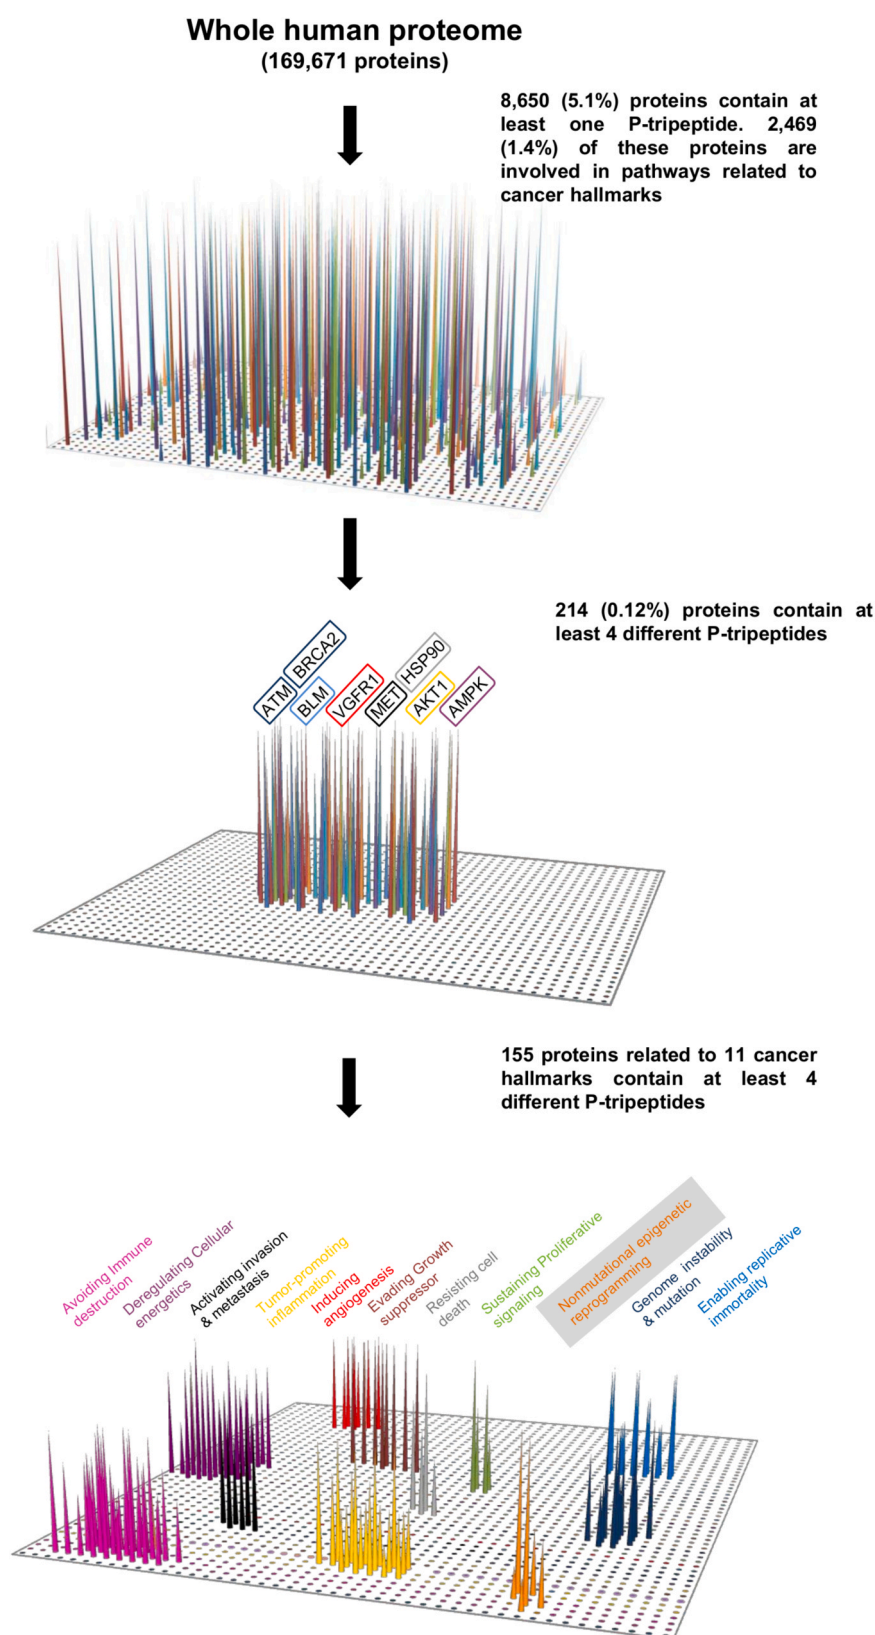 Whole human proteome
(169,671 proteins)
8,650 (5.1%) proteins contain at
least one P-tripeptide. 2,469
(1.4%) of these proteins are
involved in pathways related to
cancer hallmarks
214 (0.12%) proteins contain at
least 4 different P-tripeptides
ATM
BRCA2
BLM
VGFR1
MET
HSP90
AKT1
AMPK
155 proteins related to 11 cancer
hallmarks contain at least 4
different P-tripeptides
Avoiding Immune
destruction
Deregulating Cellular
energetics
Activating invasion
& metastasis
Tumor-promoting
inflammation
Inducing
angiogenesis
Evading Growth
suppressor
Resisting cell
death
Sustaining Proliferative
signaling
Nonmutational epigenetic
reprogramming
Genome instability
& mutation
Enabling replicative
immortality